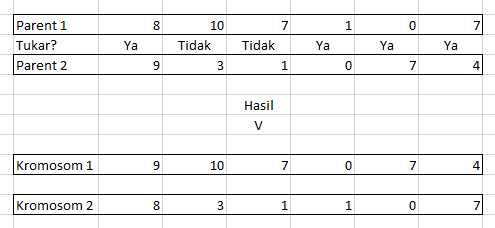 Parent 1 8 10 7 1 0 7
Tukar? Ya Tidak Tidak Ya Ya Ya
Parent 2 9 3 1 0 7 4
Hasil
V
Kromosom 1 9 10 7 0 7 4
Kromosom 2 8 3 1 1 0 7